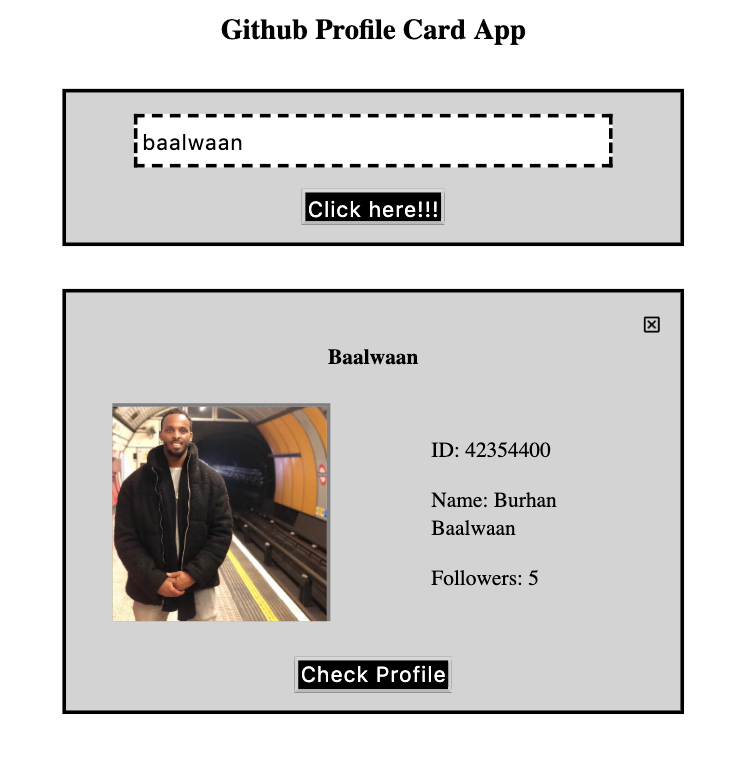 Github Profile Card App
baalwaan
Click here!!!
Baalwaan
ID: 42354400
Name: Burhan
Baalwaan
Followers: 5
Check Profile